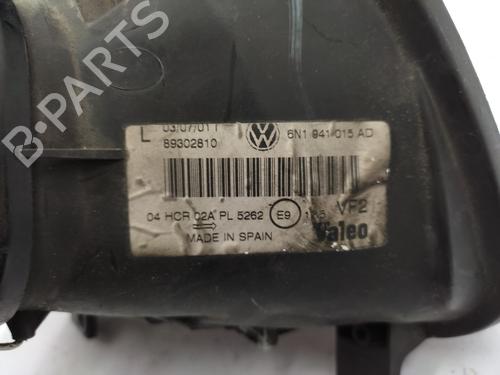 L 03/07/01 1
89302810
6N1 941 015 AD
04 HCR 02A PL 5262 E9 VF2
MADE IN SPAIN
Valeo
B-PARTS